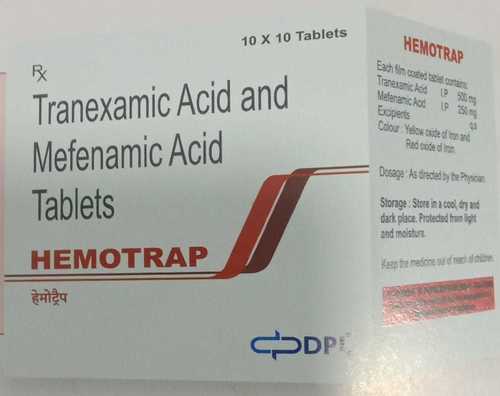 10 X 10 Tablets
Rx
Tranexamic Acid and
Mefenamic Acid
Tablets
HEMOTRAP
हेमोट्रैप
DPL
HEMOTRAP
Each film coated tablet contains:
Tranexamic Acid I.P. 500 mg
Mefenamic Acid I.P. 250 mg
Excipients q.s
Colour : Yellow oxide of Iron and
Red oxide of Iron.
Dosage : As directed by the Physician.
Storage : Store in a cool, dry and
dark place. Protected from light
and moisture.
Keep the medicine out of reach of children.